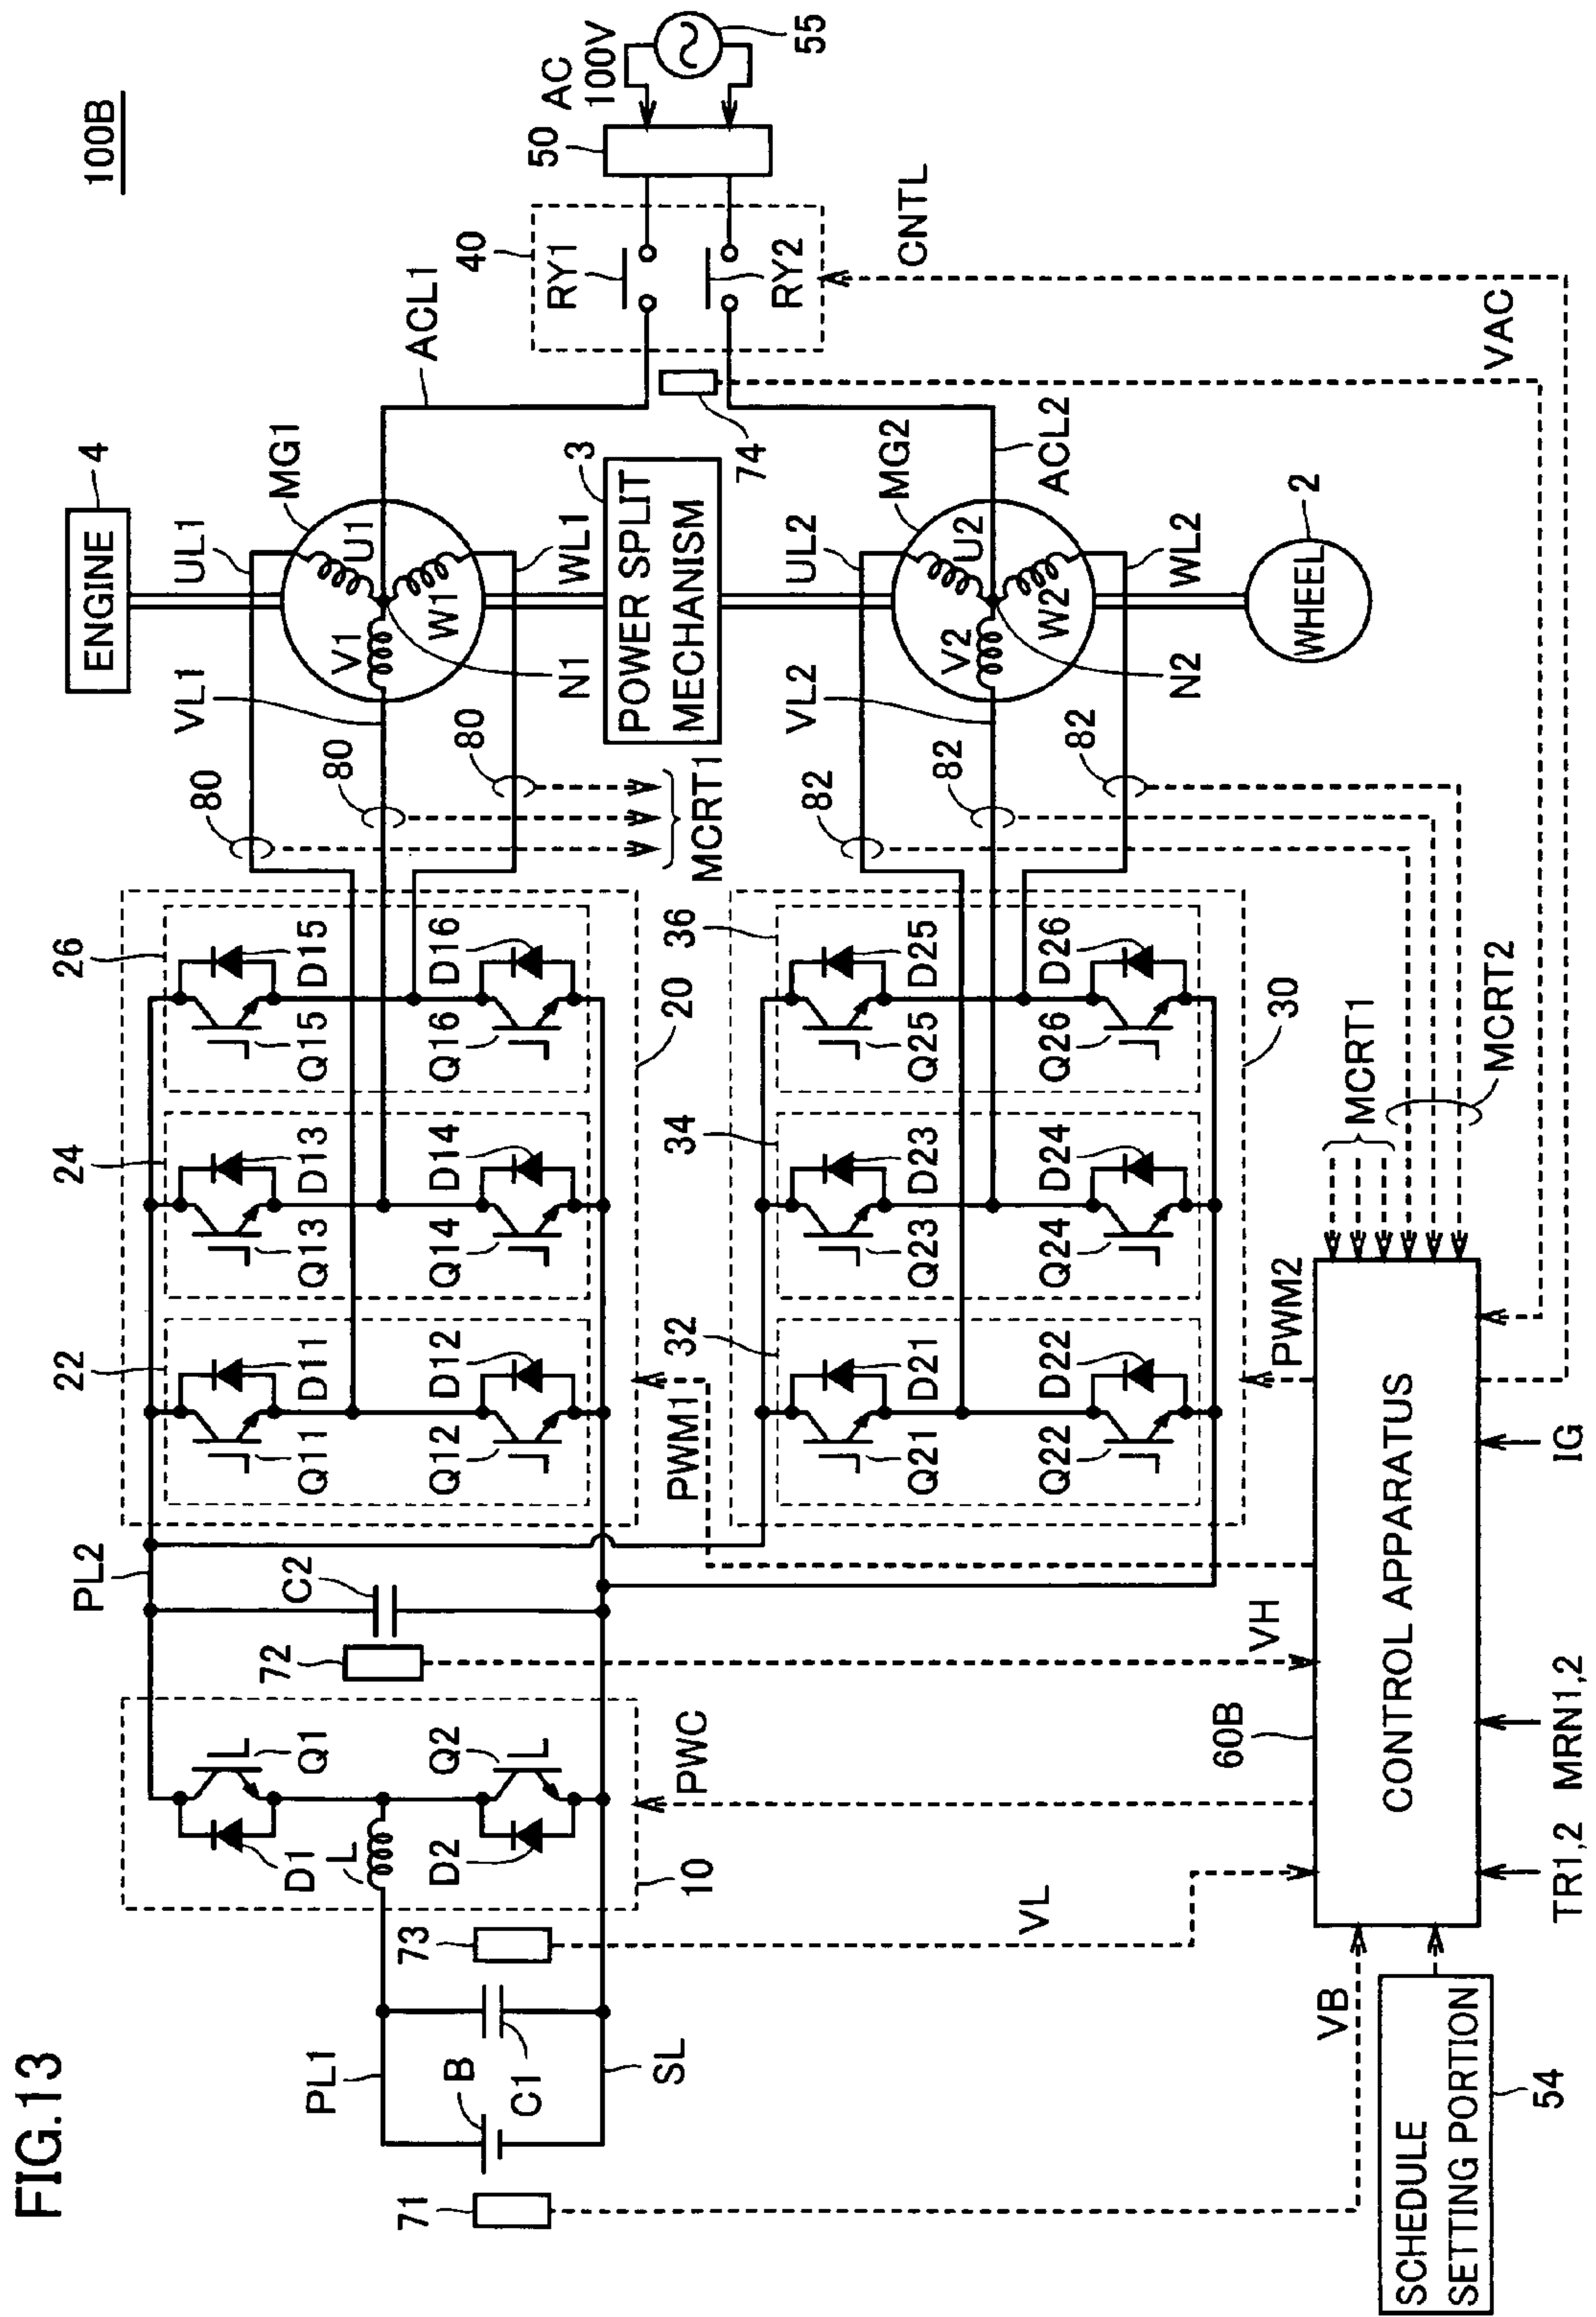 FIG.13
100B
ENGINE
4
UL1
MG1
VL1
U1
V1
W1
N1
WL1
ACL1
80
80
80
MCRT1
POWER SPLIT
MECHANISM
3
40
RY1
RY2
50
AC
100V
55
CNTL
74
VAC
UL2
MG2
VL2
U2
V2
W2
N2
WL2
ACL2
82
82
82
WHEEL
2
PL2
22
24
26
Q11
D11
Q13
D13
Q15
D15
Q12
D12
Q14
D14
Q16
D16
20
PWM1
32
34
36
Q21
D21
Q23
D23
Q25
D25
Q22
D22
Q24
D24
Q26
D26
30
PWM2
MCRT1
MCRT2
C2
72
VH
D1
Q1
L
D2
Q2
10
PWC
73
VL
PL1
B
C1
SL
71
VB
60B
CONTROL APPARATUS
SCHEDULE
SETTING PORTION
54
TR1,2
MRN1,2
IG